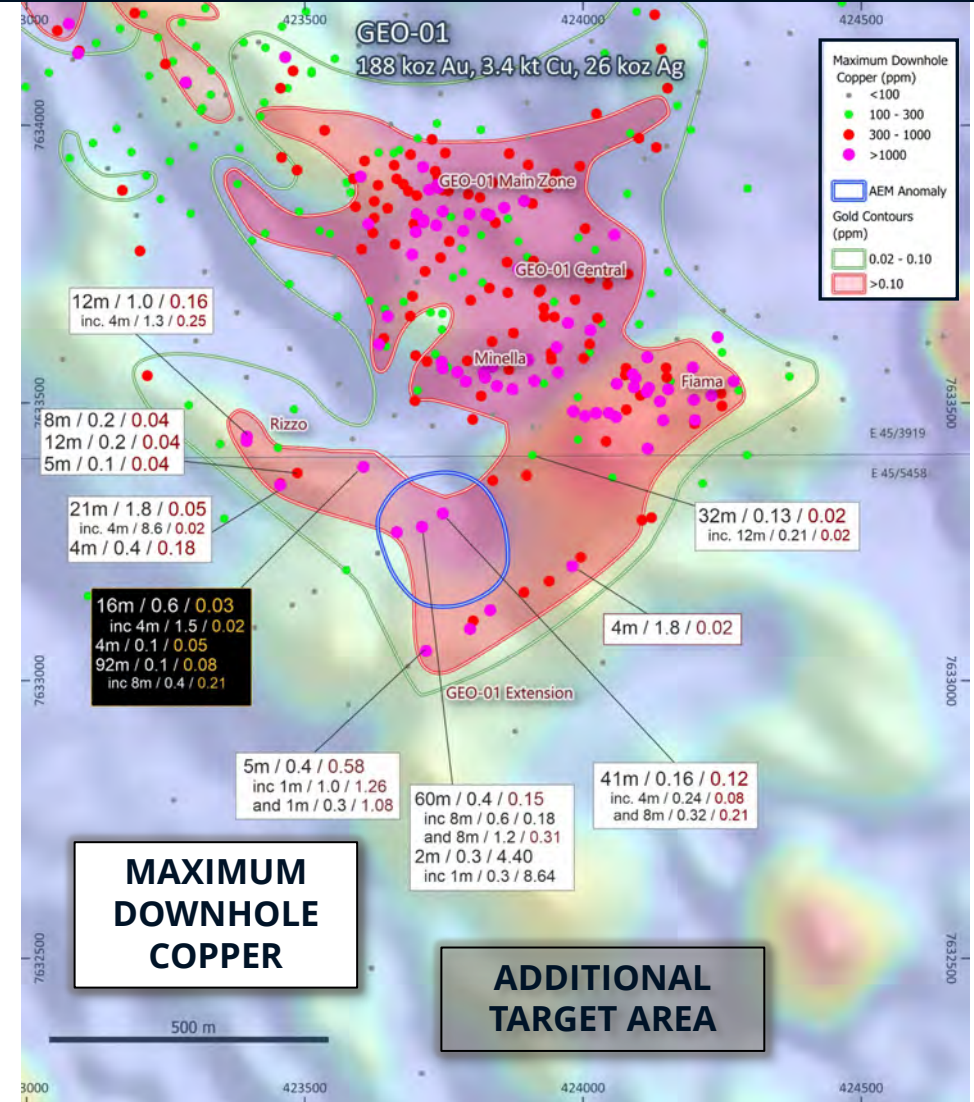 3000
423500
424000
424500
GEO-01
188 koz Au, 3.4 kt Cu, 26 koz Ag
Maximum Downhole
Copper (ppm)
<100
100 - 300
300 - 1000
>1000
AEM Anomaly
Gold Contours
(ppm)
0.02 - 0.10
>0.10
7634000
GEO-01 Main Zone
GEO-01 Central
12m / 1.0 / 0.16
inc. 4m / 1.3 / 0.25
Minella
Fiama
7633500
7633500
Rizzo
8m / 0.2 / 0.04
12m / 0.2 / 0.04
5m / 0.1 / 0.04
E 45/3919
E 45/5458
21m / 1.8 / 0.05
inc. 4m / 8.6 / 0.02
4m / 0.4 / 0.18
32m / 0.13 / 0.02
inc. 12m / 0.21 / 0.02
16m / 0.6 / 0.03
inc 4m / 1.5 / 0.02
4m / 0.1 / 0.05
92m / 0.1 / 0.08
inc 8m / 0.4 / 0.21
4m / 1.8 / 0.02
7633000
7633000
GEO-01 Extension
5m / 0.4 / 0.58
inc 1m / 1.0 / 1.26
and 1m / 0.3 / 1.08
60m / 0.4 / 0.15
inc 8m / 0.6 / 0.18
and 8m / 1.2 / 0.31
2m / 0.3 / 4.40
inc 1m / 0.3 / 8.64
41m / 0.16 / 0.12
inc. 4m / 0.24 / 0.08
and 8m / 0.32 / 0.21
MAXIMUM
DOWNHOLE
COPPER
7632500
7632500
ADDITIONAL
TARGET AREA
500 m
3000
423500
424000
424500